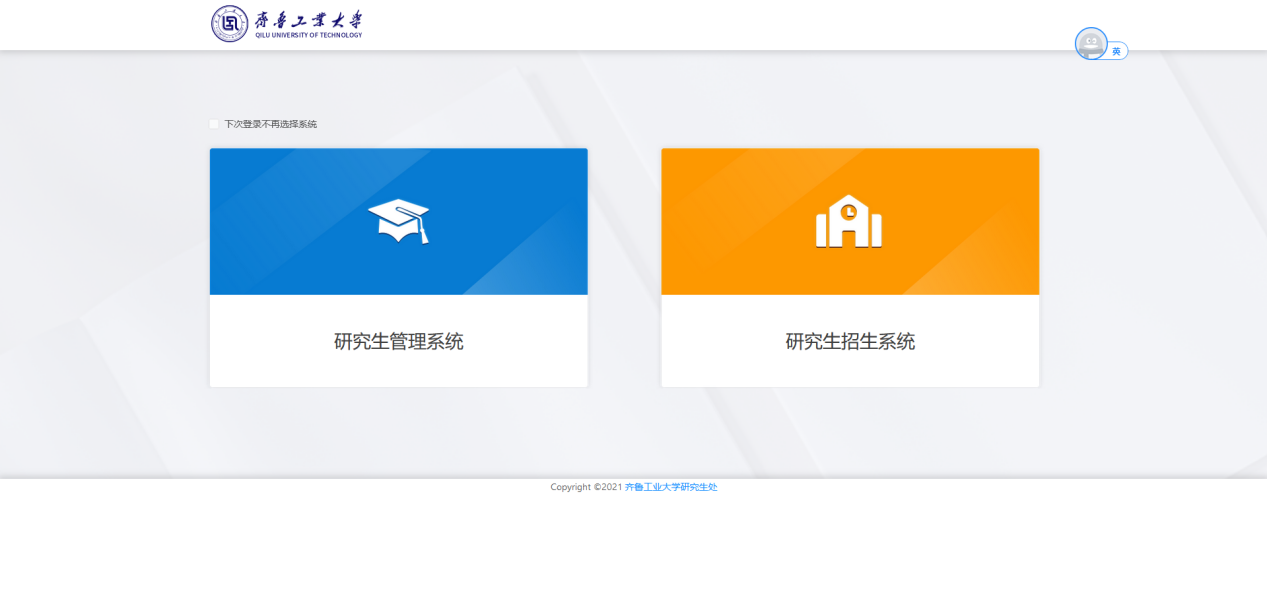 齐鲁工业大学
QILU UNIVERSITY OF TECHNOLOGY
英
下次登录不再选择系统
研究生管理系统
研究生招生系统
Copyright ©2021 齐鲁工业大学研究生处